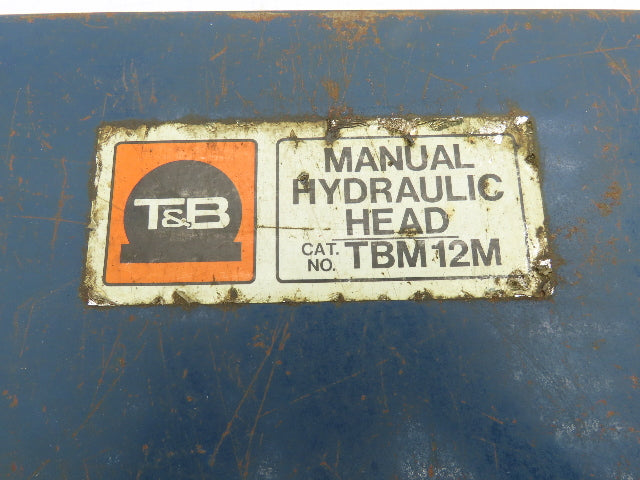 T&B
MANUAL
HYDRAULIC
HEAD
CAT. NO. TBM12M